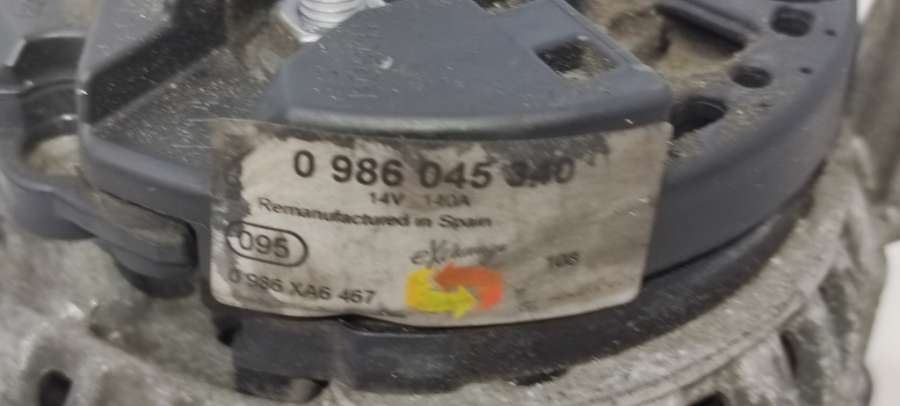 0 986 045 340
14V 140A
Remanufactured in Spain
095
eXchange
108
0 986 XA6 467